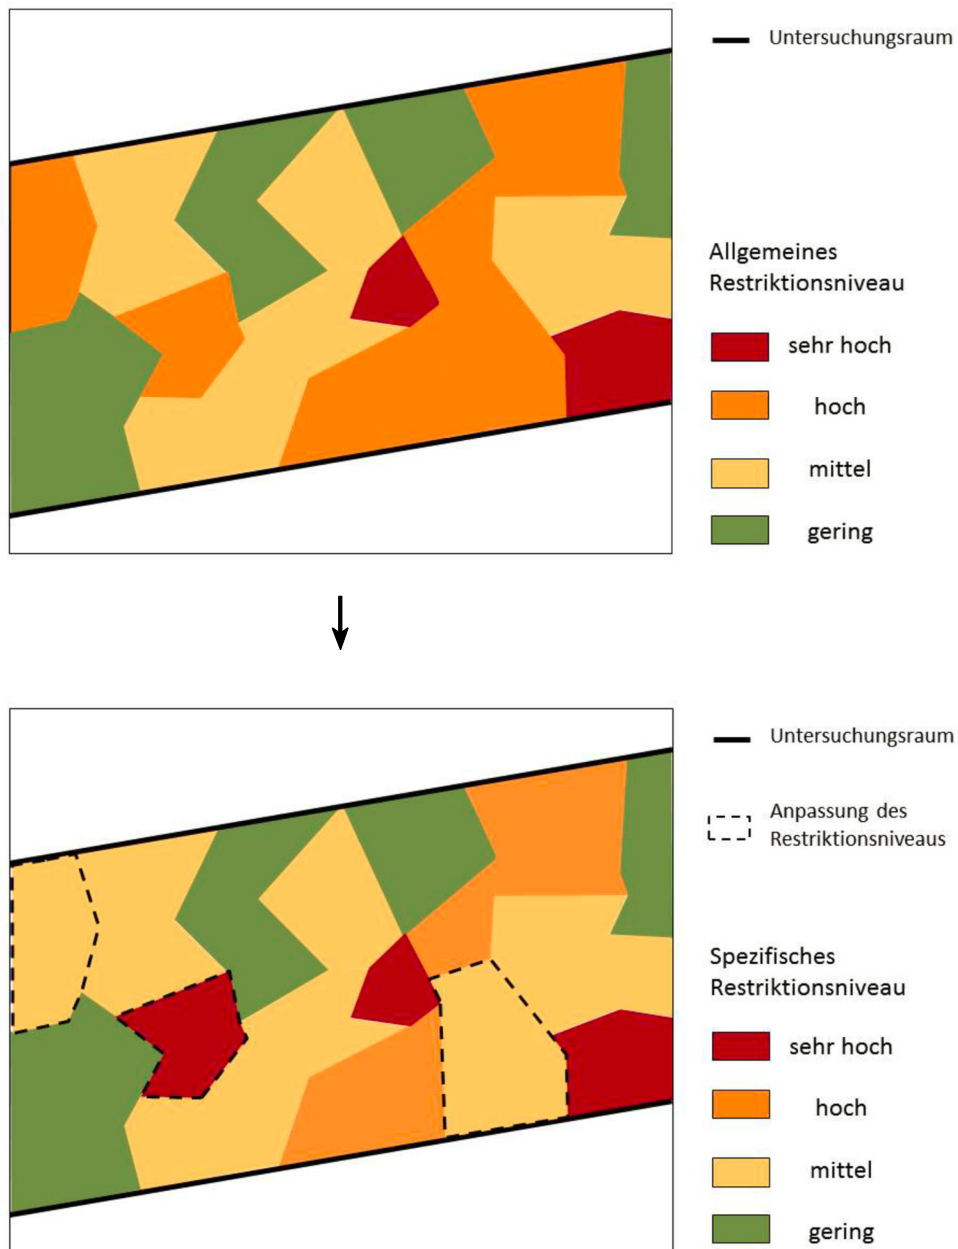 Untersuchungsraum
Allgemeines
Restriktionsniveau
sehr hoch
hoch
mittel
gering
Untersuchungsraum
Anpassung des
Restriktionsniveaus
Spezifisches
Restriktionsniveau
sehr hoch
hoch
mittel
gering